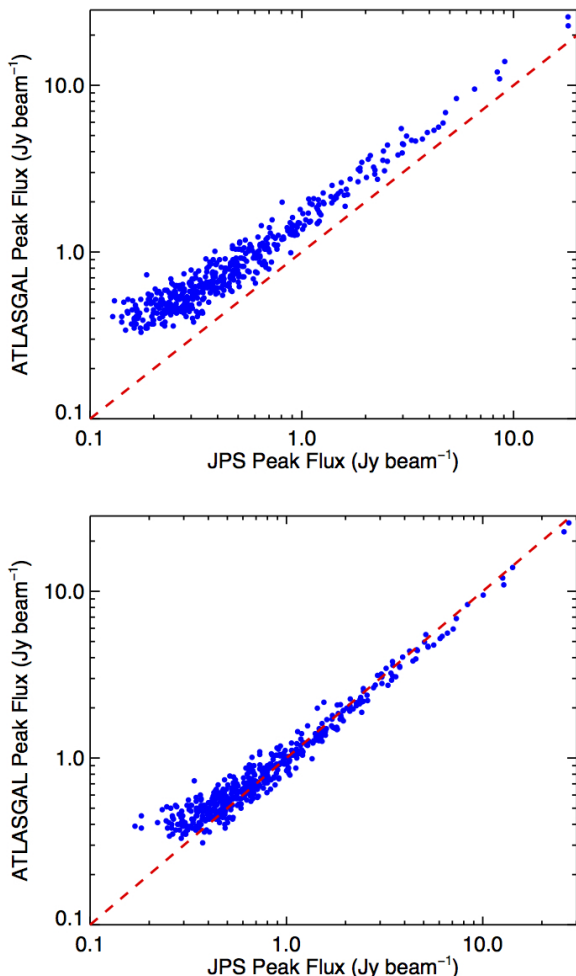 10.0
1.0
0.1
ATLASGAL Peak Flux (Jy beam⁻¹)
0.1 1.0 10.0
JPS Peak Flux (Jy beam⁻¹)
10.0
1.0
0.1
ATLASGAL Peak Flux (Jy beam⁻¹)
0.1 1.0 10.0
JPS Peak Flux (Jy beam⁻¹)